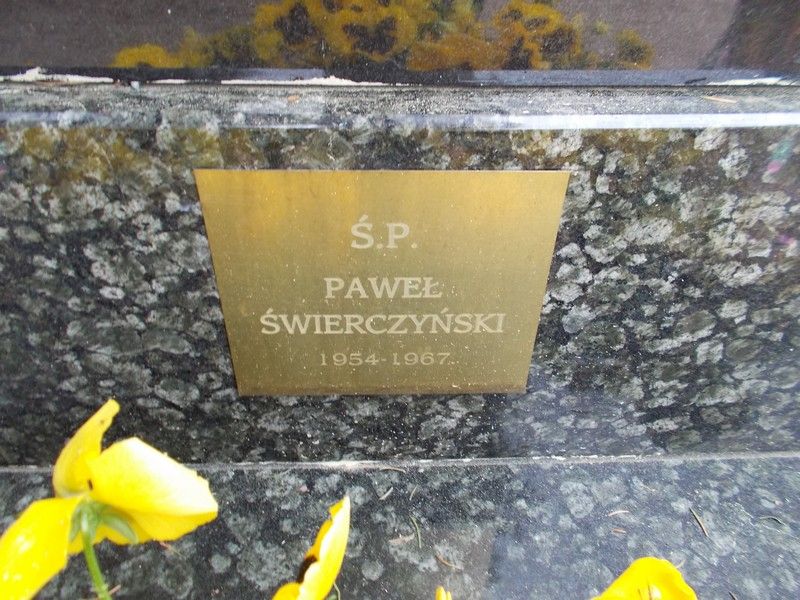 Ś.P.
PAWEŁ
ŚWIERCZYŃSKI
1954-1967.